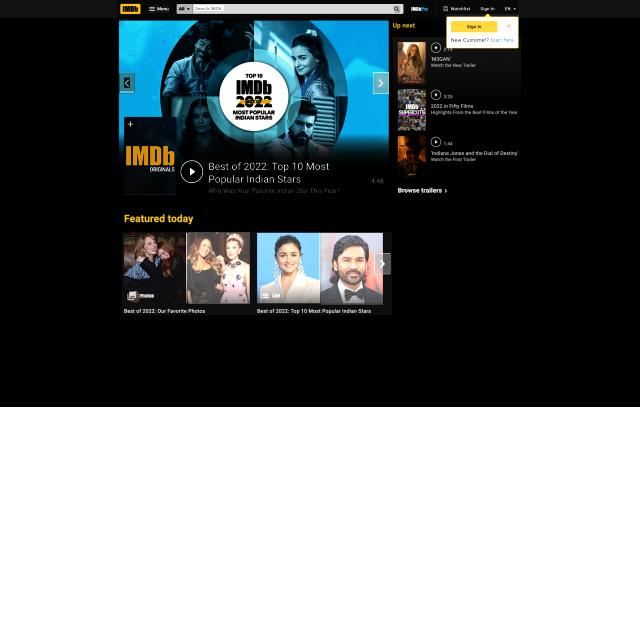 IMDb
Menu
All
Search IMDb
IMDbPro
Watchlist
Sign In
EN
Sign In
New Customer? Start here.
TOP 10
IMDb
2022
MOST POPULAR
INDIAN STARS
IMDb
ORIGINALS
Best of 2022: Top 10 Most
Popular Indian Stars
Who Was Your Favorite Indian Star This Year?
4:46
Up next
'M3GAN'
Watch the New Trailer
IMDb
SUPERCUTS
3:28
2022 in Fifty Films
Highlights From the Best Films of the Year
1:44
'Indiana Jones and the Dial of Destiny'
Watch the First Trailer
Browse trailers
Featured today
Photos
List
Best of 2022: Our Favorite Photos
Best of 2022: Top 10 Most Popular Indian Stars